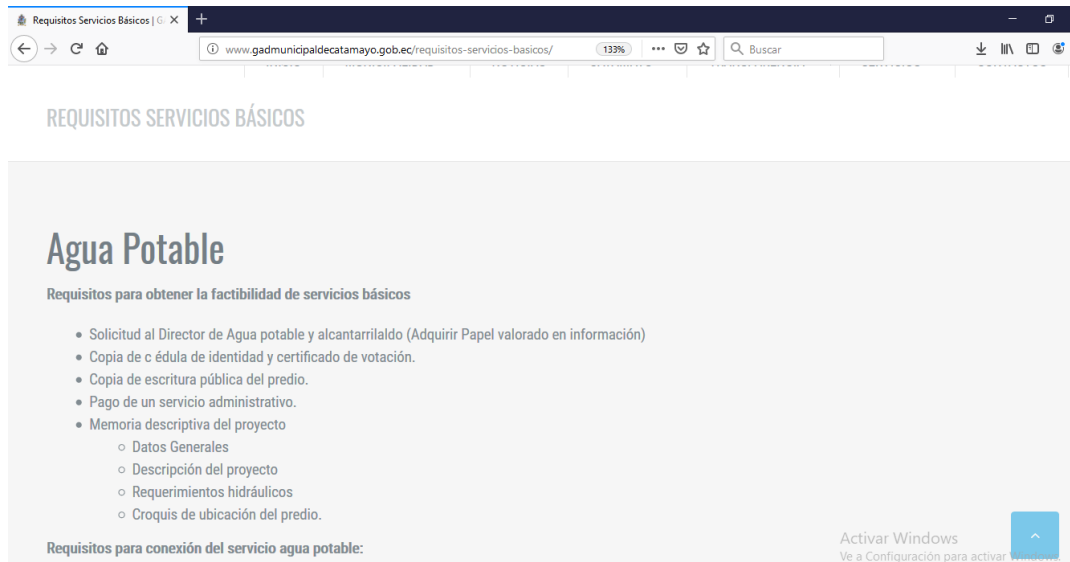 Requisitos Servicios Básicos | G
www.gadmunicipaldecatamayo.gob.ec/requisitos-servicios-basicos/
133%
Buscar
REQUISITOS SERVICIOS BÁSICOS
Agua Potable
Requisitos para obtener la factibilidad de servicios básicos
Solicitud al Director de Agua potable y alcantarrilaldo (Adquirir Papel valorado en información)
Copia de c édula de identidad y certificado de votación.
Copia de escritura pública del predio.
Pago de un servicio administrativo.
Memoria descriptiva del proyecto
Datos Generales
Descripción del proyecto
Requerimientos hidráulicos
Croquis de ubicación del predio.
Requisitos para conexión del servicio agua potable:
Activar Windows
Ve a Configuración para activar Windows.